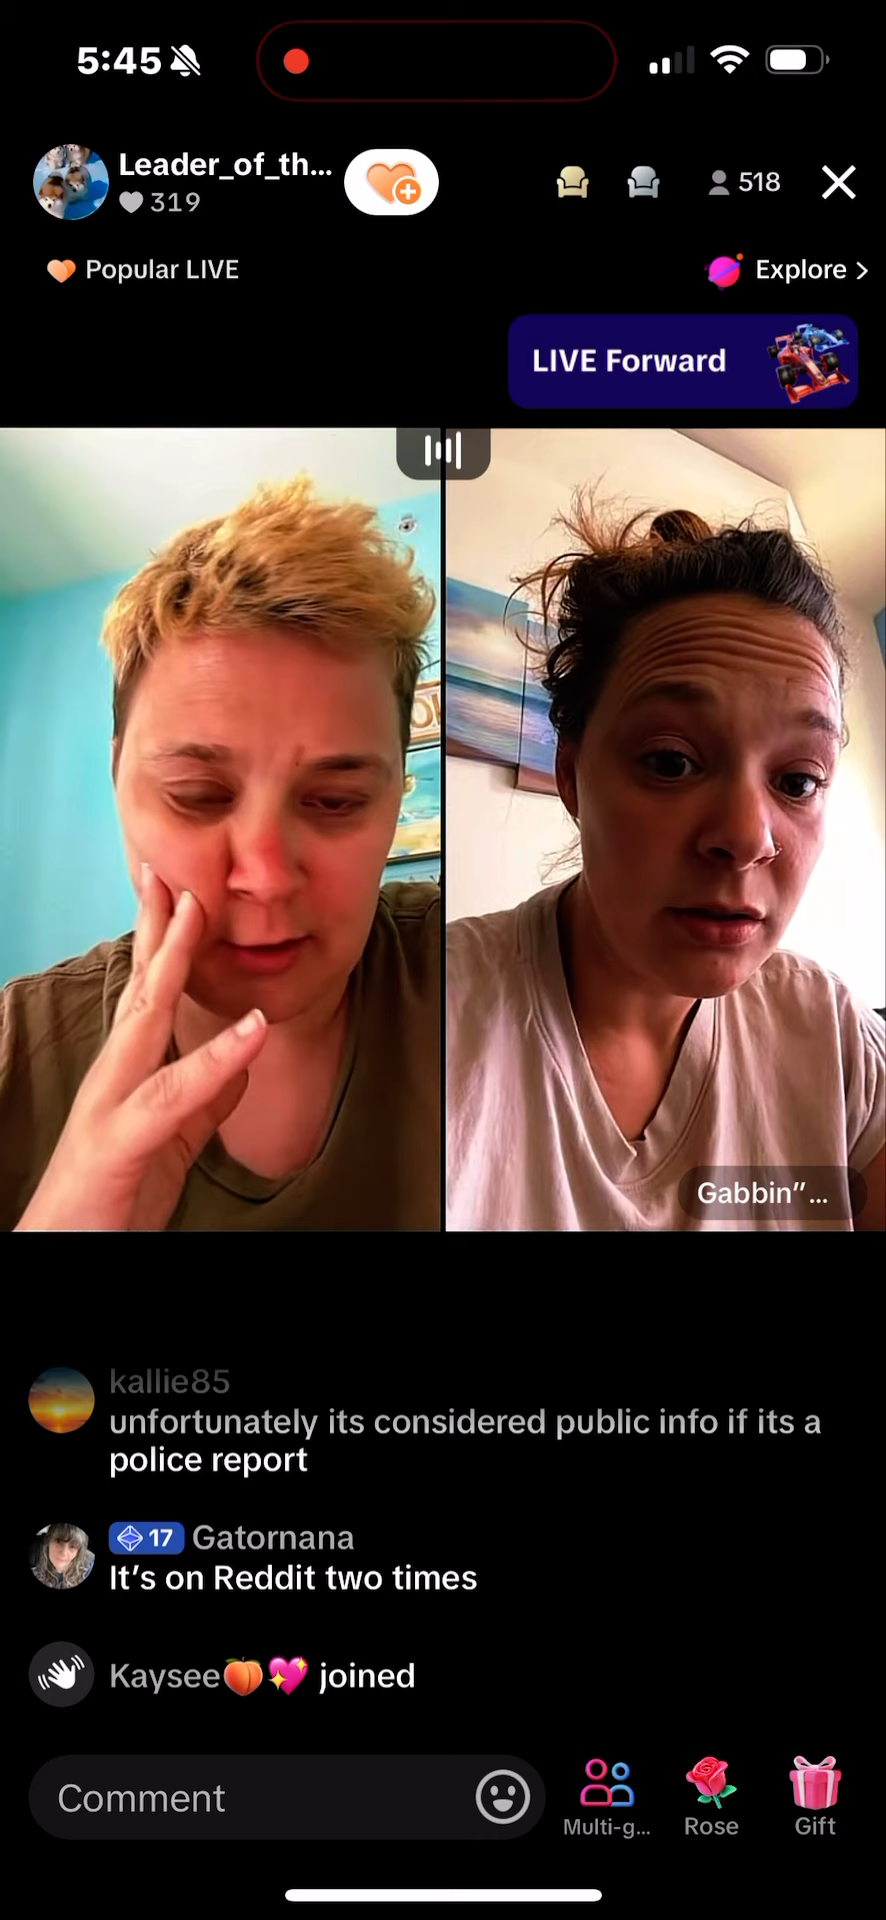 5:45
Leader_of_th...
319
518
Popular LIVE
Explore >
LIVE Forward
Gabbin"...
kallie85
unfortunately its considered public info if its a
police report
17 Gatornana
It's on Reddit two times
Kaysee🍑💖 joined
Comment
Multi-g...
Rose
Gift